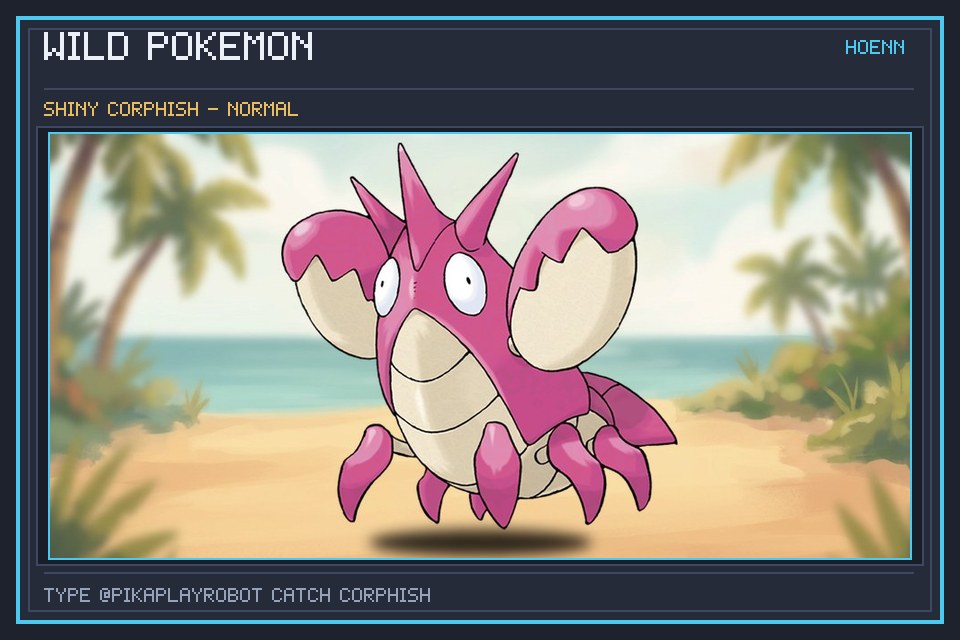 WILD POKEMON
HOENN
SHINY CORPHISH - NORMAL
TYPE @PIKAPLAYROBOT CATCH CORPHISH